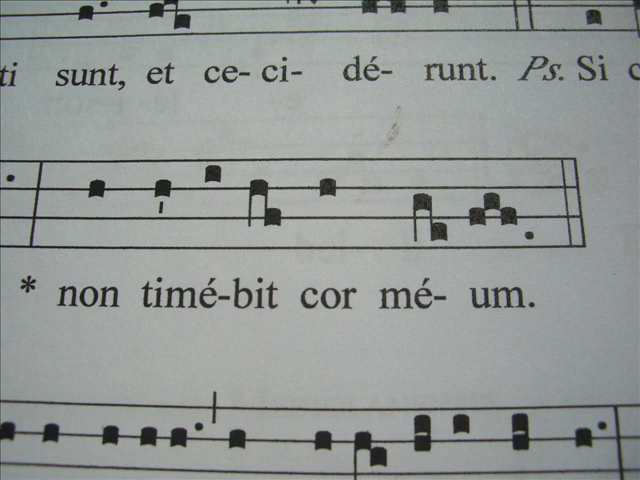 ti sunt, et ce- ci- dé- runt. Ps. Si
* non timé-bit cor mé- um.